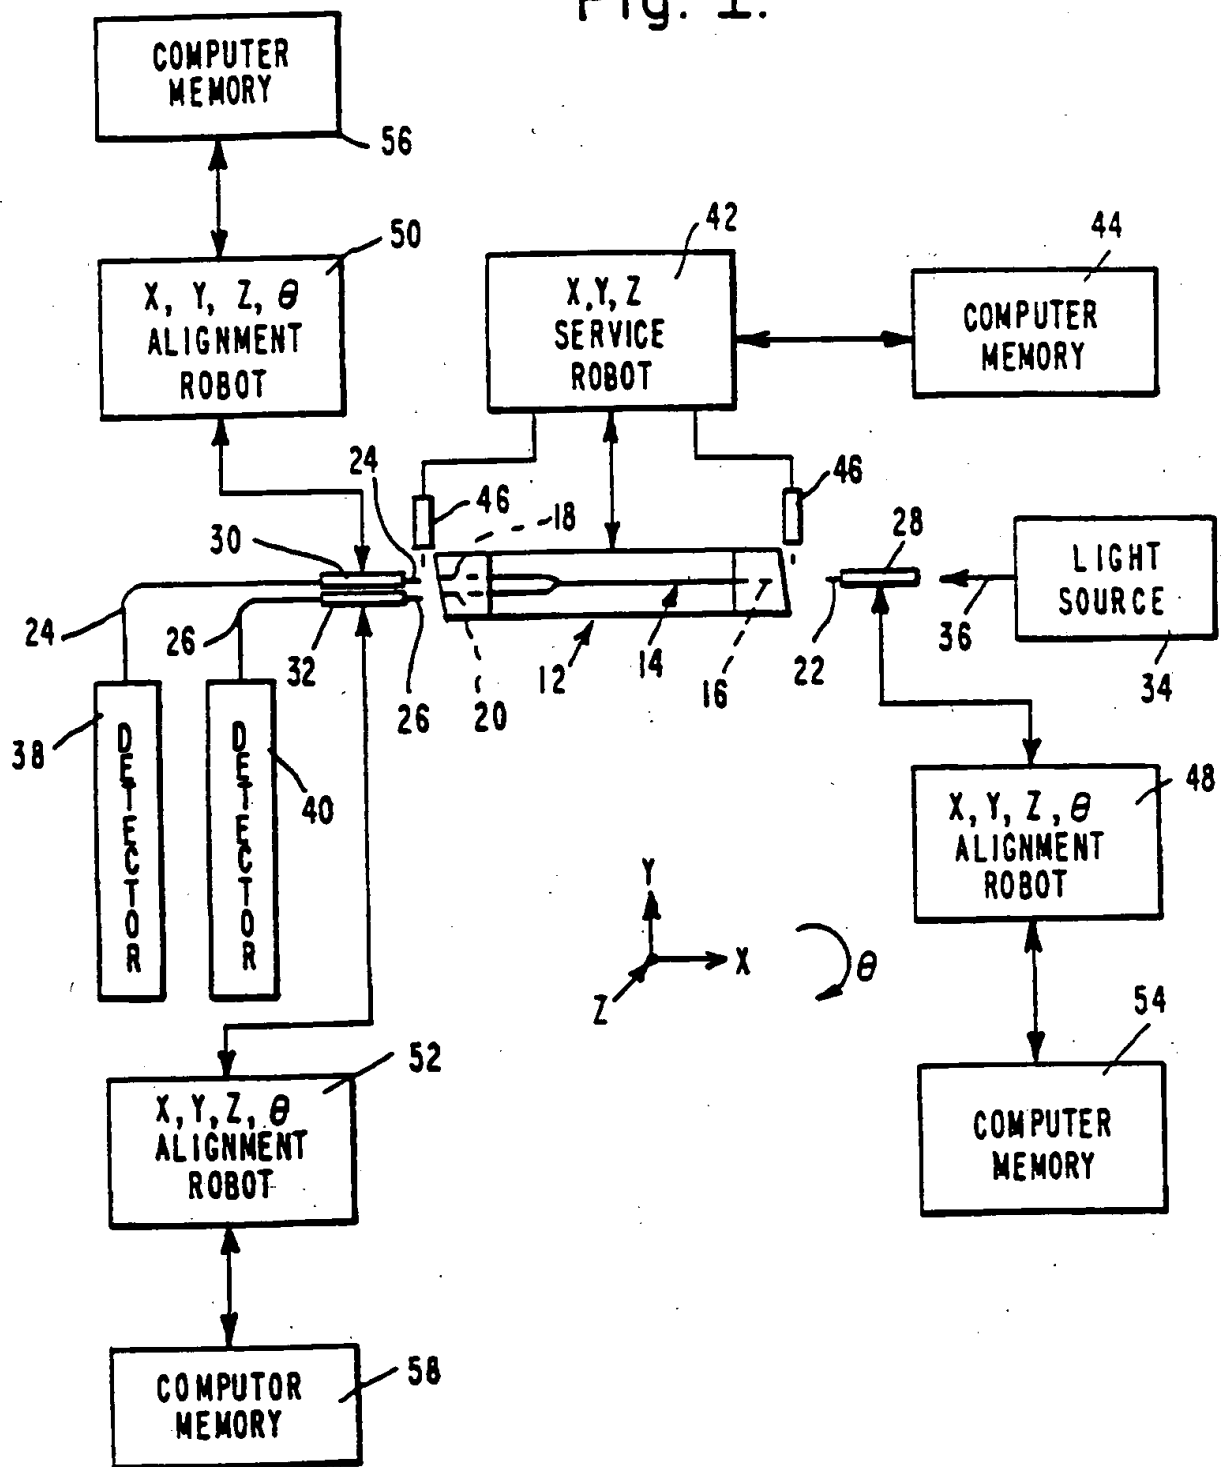 Fig. 1.
COMPUTER
MEMORY
56
50
X, Y, Z, θ
ALIGNMENT
ROBOT
42
X,Y,Z
SERVICE
ROBOT
44
COMPUTER
MEMORY
24
46
18
46
30
28
LIGHT
SOURCE
24
26
32
26
20
12
14
16
22
36
34
38
DETECTOR
DETECTOR
40
48
X, Y, Z, θ
ALIGNMENT
ROBOT
Y
X
Z
θ
54
COMPUTER
MEMORY
52
X, Y, Z, θ
ALIGNMENT
ROBOT
58
COMPUTOR
MEMORY